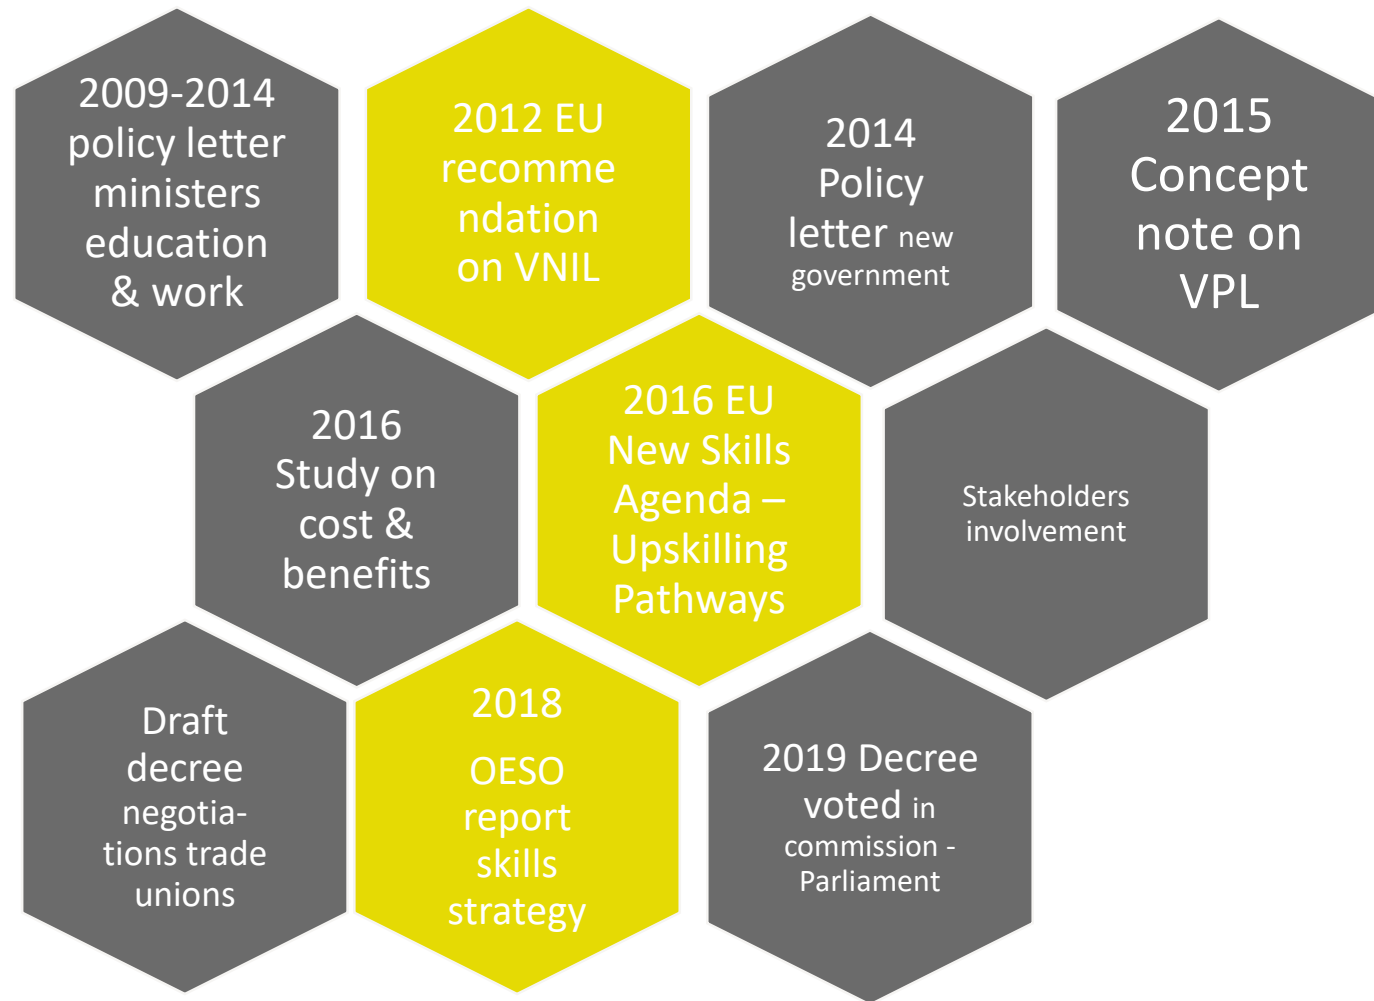 2009-2014
policy letter
ministers
education
& work
2012 EU
recomme
ndation
on VNIL
2014
Policy
letter new
government
2015
Concept
note on
VPL
2016
Study on
cost &
benefits
2016 EU
New Skills
Agenda –
Upskilling
Pathways
Stakeholders
involvement
Draft
decree
negotia-
tions trade
unions
2018
OESO
report
skills
strategy
2019 Decree
voted in
commission -
Parliament